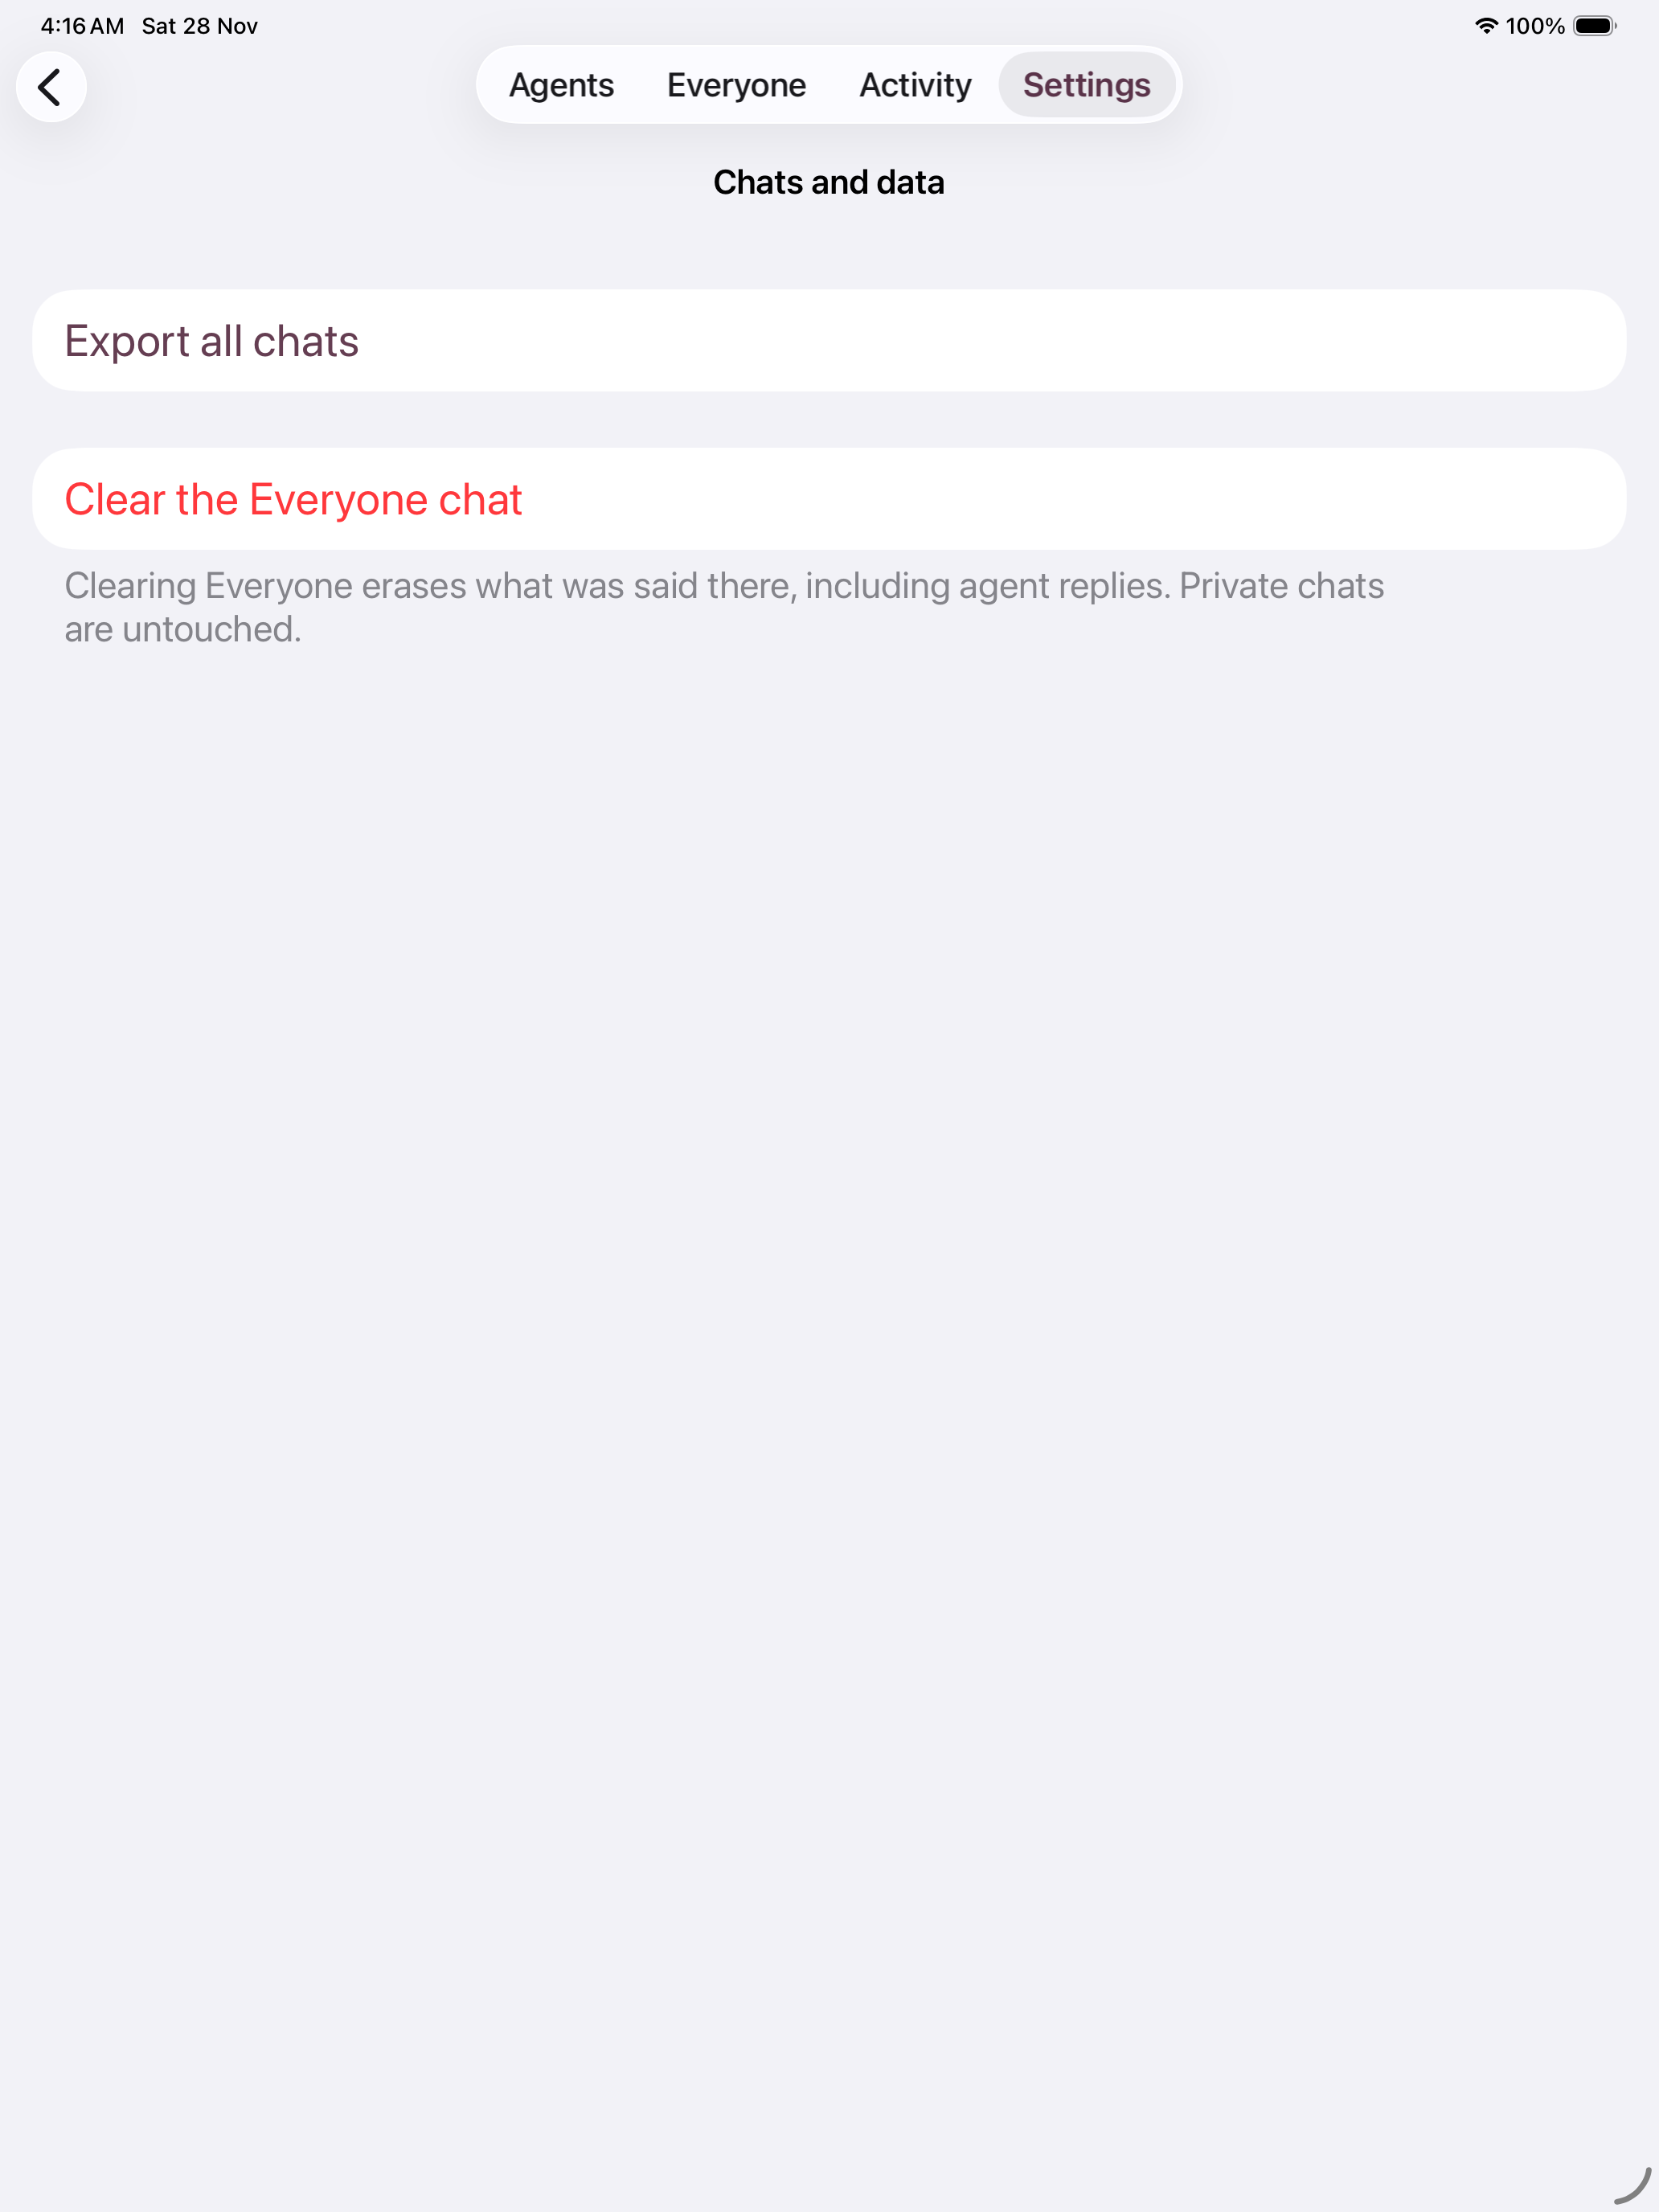 4:16 AM Sat 28 Nov
100%
Agents Everyone Activity Settings
Chats and data
Export all chats
Clear the Everyone chat
Clearing Everyone erases what was said there, including agent replies. Private chats
are untouched.